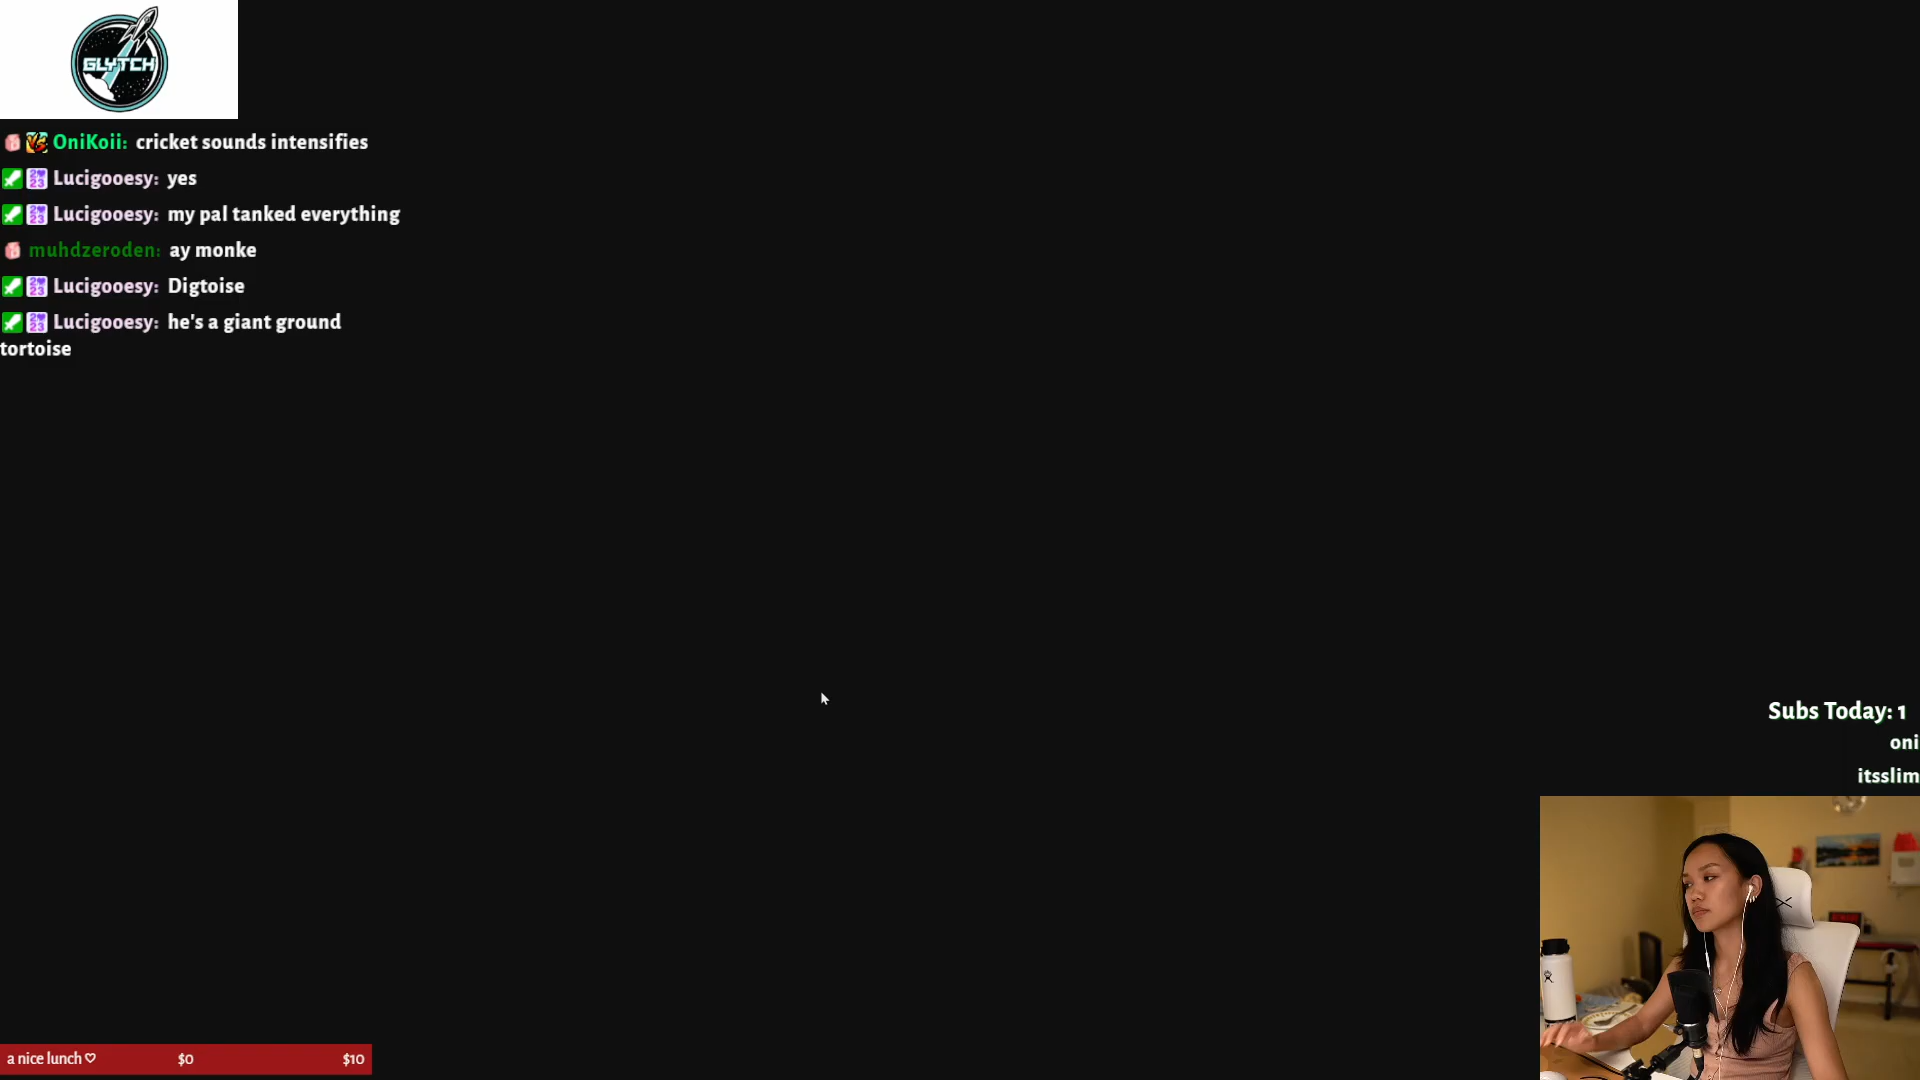 GLYTCH
OniKoii: cricket sounds intensifies
Lucigooesy: yes
Lucigooesy: my pal tanked everything
muhdzeroden: ay monke
Lucigooesy: Digtoise
Lucigooesy: he's a giant ground
tortoise
Subs Today: 1
oni
itsslim
a nice lunch ♡ $0 $10